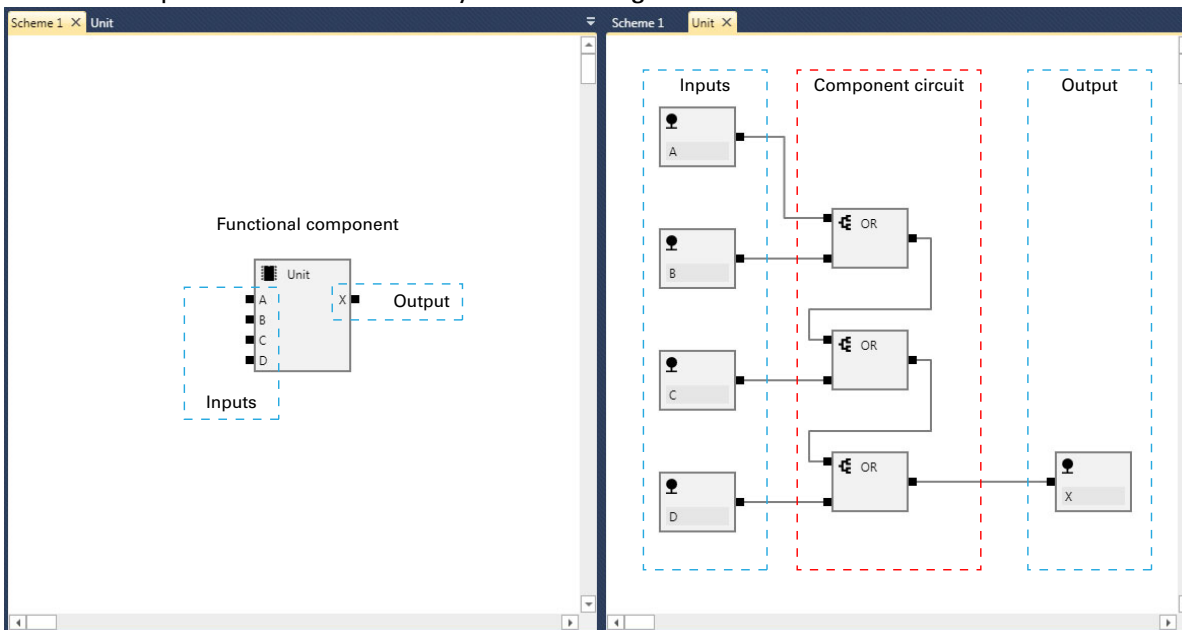 Scheme 1 Unit
Functional component
Unit
A X Output
B
C
D
Inputs
Scheme 1 Unit
Inputs Component circuit Output
A
OR
B
OR
C
OR
X
D